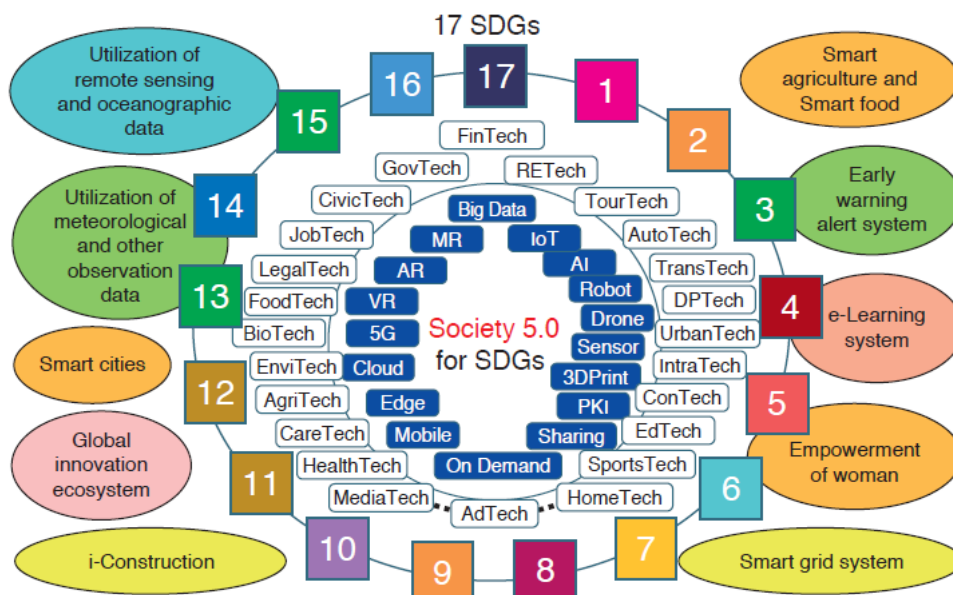 17 SDGs
Utilization of
remote sensing
and oceanographic
data
16
17
1
Smart
agriculture and
Smart food
15
2
FinTech
GovTech
RETech
Utilization of
meteorological
and other
observation
data
14
CivicTech
TourTech
3
Early
warning
alert system
Big Data
JobTech
MR
IoT
AutoTech
LegalTech
AR
AI
TransTech
13
FoodTech
VR
Robot
DPTech
4
e-Learning
system
BioTech
5G
Society 5.0
for SDGs
Drone
UrbanTech
Sensor
Smart cities
12
EnviTech
Cloud
3DPrint
IntraTech
AgriTech
Edge
PKI
ConTech
5
CareTech
Mobile
Sharing
EdTech
Global
innovation
ecosystem
11
HealthTech
On Demand
SportsTech
6
Empowerment
of woman
MediaTech
AdTech
HomeTech
i-Construction
10
9
8
7
Smart grid system